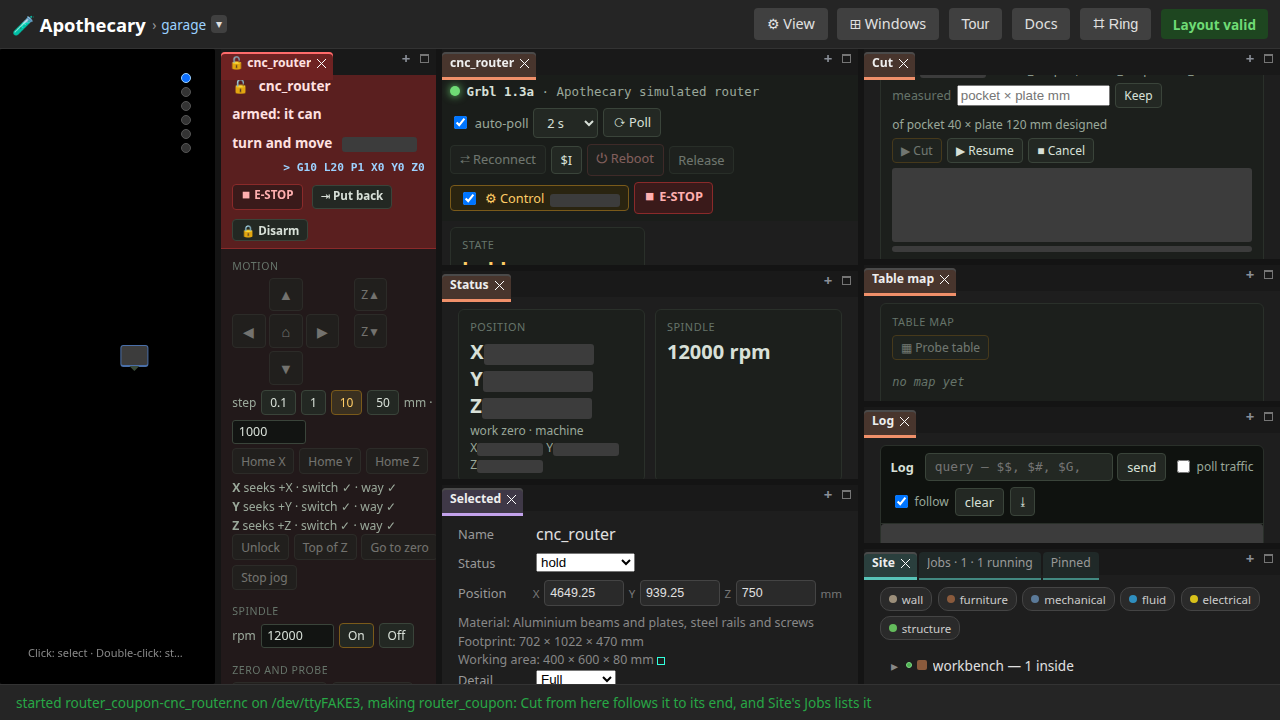 Apothecary › garage ▾
⚙ View
⊞ Windows
Tour
Docs
⌗ Ring
Layout valid
Click: select · Double-click: st…
cnc_router
cnc_router
armed: it can
turn and move
> G10 L20 P1 X0 Y0 Z0
■ E-STOP
⇥ Put back
Disarm
MOTION
▲
Z▲
◀
⌂
▶
Z▼
▼
step 0.1 1 10 50 mm ·
1000
Home X Home Y Home Z
X seeks +X · switch ✓ · way ✓
Y seeks +Y · switch ✓ · way ✓
Z seeks +Z · switch ✓ · way ✓
Unlock Top of Z Go to zero
Stop jog
SPINDLE
rpm 12000 On Off
ZERO AND PROBE
cnc_router
Grbl 1.3a · Apothecary simulated router
auto-poll 2 s ⟳ Poll
⇄ Reconnect $I ⏻ Reboot Release
⚙ Control
■ E-STOP
STATE
Status
POSITION
X
Y
Z
work zero · machine
X Y
Z
SPINDLE
12000 rpm
Selected
Name cnc_router
Status hold
Position X 4649.25 Y 939.25 Z 750 mm
Material: Aluminium beams and plates, steel rails and screws
Footprint: 702 × 1022 × 470 mm
Working area: 400 × 600 × 80 mm
Detail Full
Cut
measured pocket × plate mm Keep
of pocket 40 × plate 120 mm designed
▶ Cut ▶ Resume ■ Cancel
Table map
TABLE MAP
▦ Probe table
no map yet
Log
Log query — $$, $#, $G, send poll traffic
follow clear ⭳
Site
Jobs · 1 · 1 running
Pinned
wall furniture mechanical fluid electrical
structure
▸ workbench — 1 inside
started router_coupon-cnc_router.nc on /dev/ttyFAKE3, making router_coupon: Cut from here follows it to its end, and Site's Jobs lists it